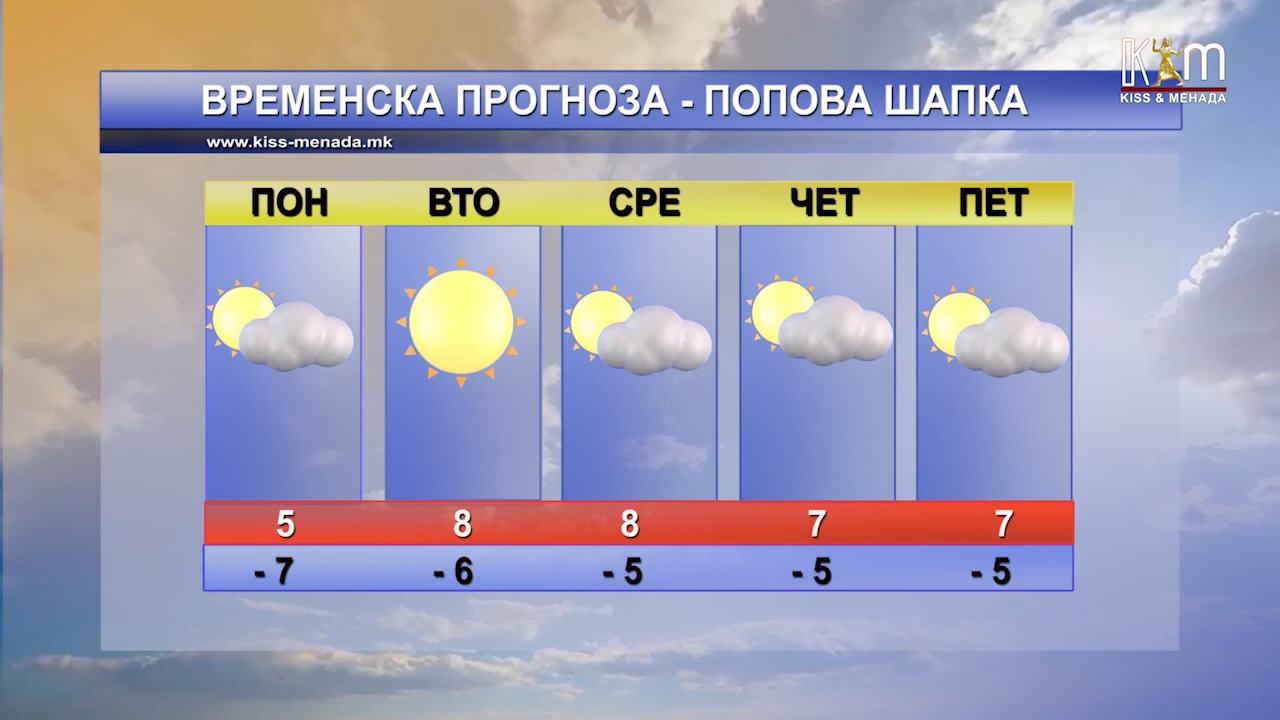 ВРЕМЕНСКА ПРОГНОЗА - ПОПОВА ШАПКА
KISS & МЕНАДА
www.kiss-menada.mk
ПОН ВТО СРЕ ЧЕТ ПЕТ
5 8 8 7 7
- 7 - 6 - 5 - 5 - 5